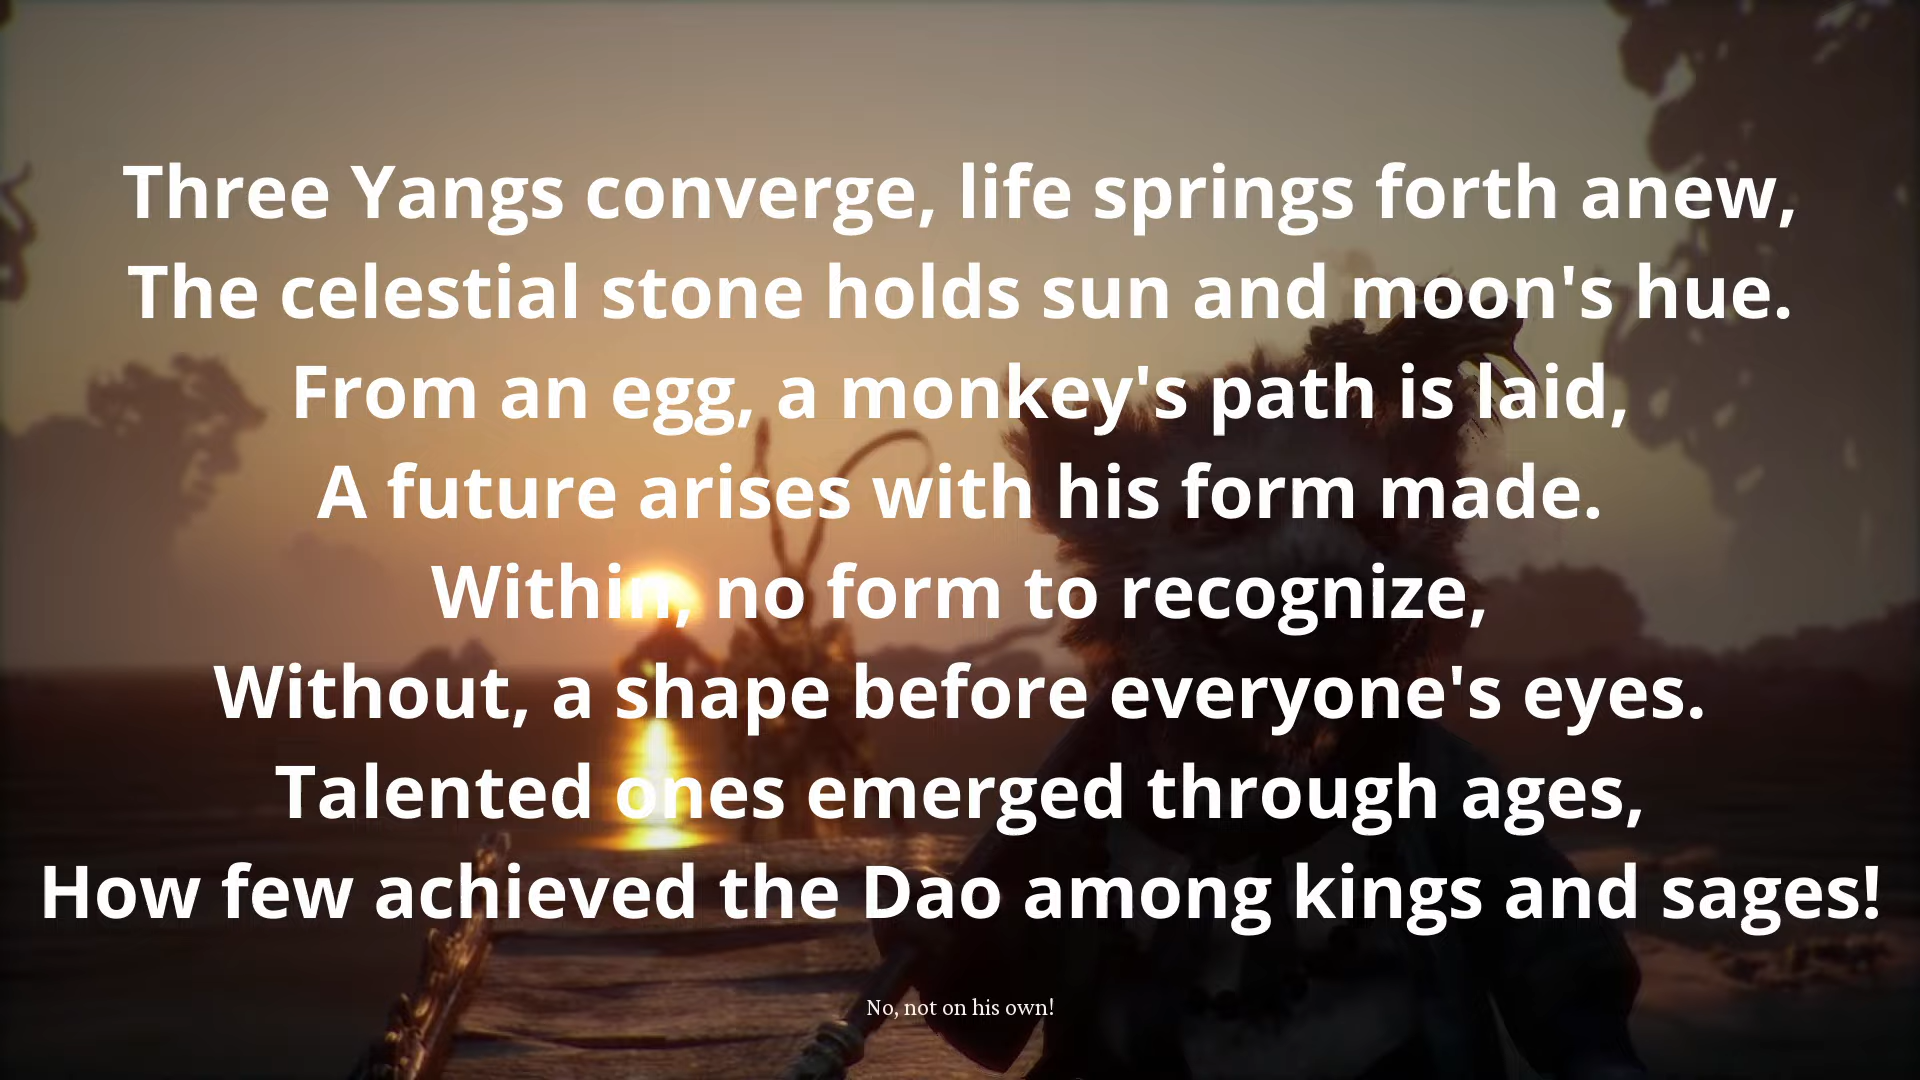 Three Yangs converge, life springs forth anew,
The celestial stone holds sun and moon's hue.
From an egg, a monkey's path is laid,
A future arises with his form made.
Within, no form to recognize,
Without, a shape before everyone's eyes.
Talented ones emerged through ages,
How few achieved the Dao among kings and sages!
No, not on his own!